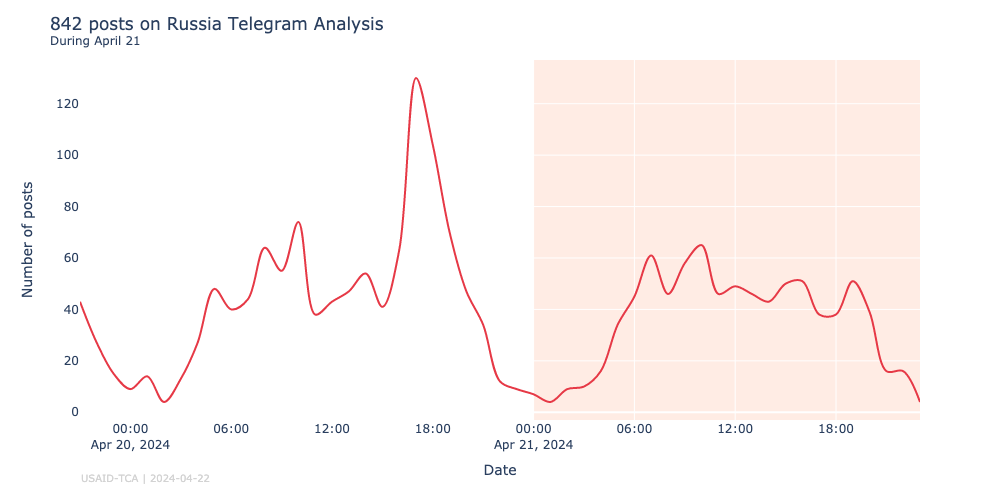 842 posts on Russia Telegram Analysis
During April 21
Number of posts
120
100
80
60
40
20
0
00:00 06:00 12:00 18:00 00:00 06:00 12:00 18:00
Apr 20, 2024 Apr 21, 2024
Date
USAID-TCA | 2024-04-22